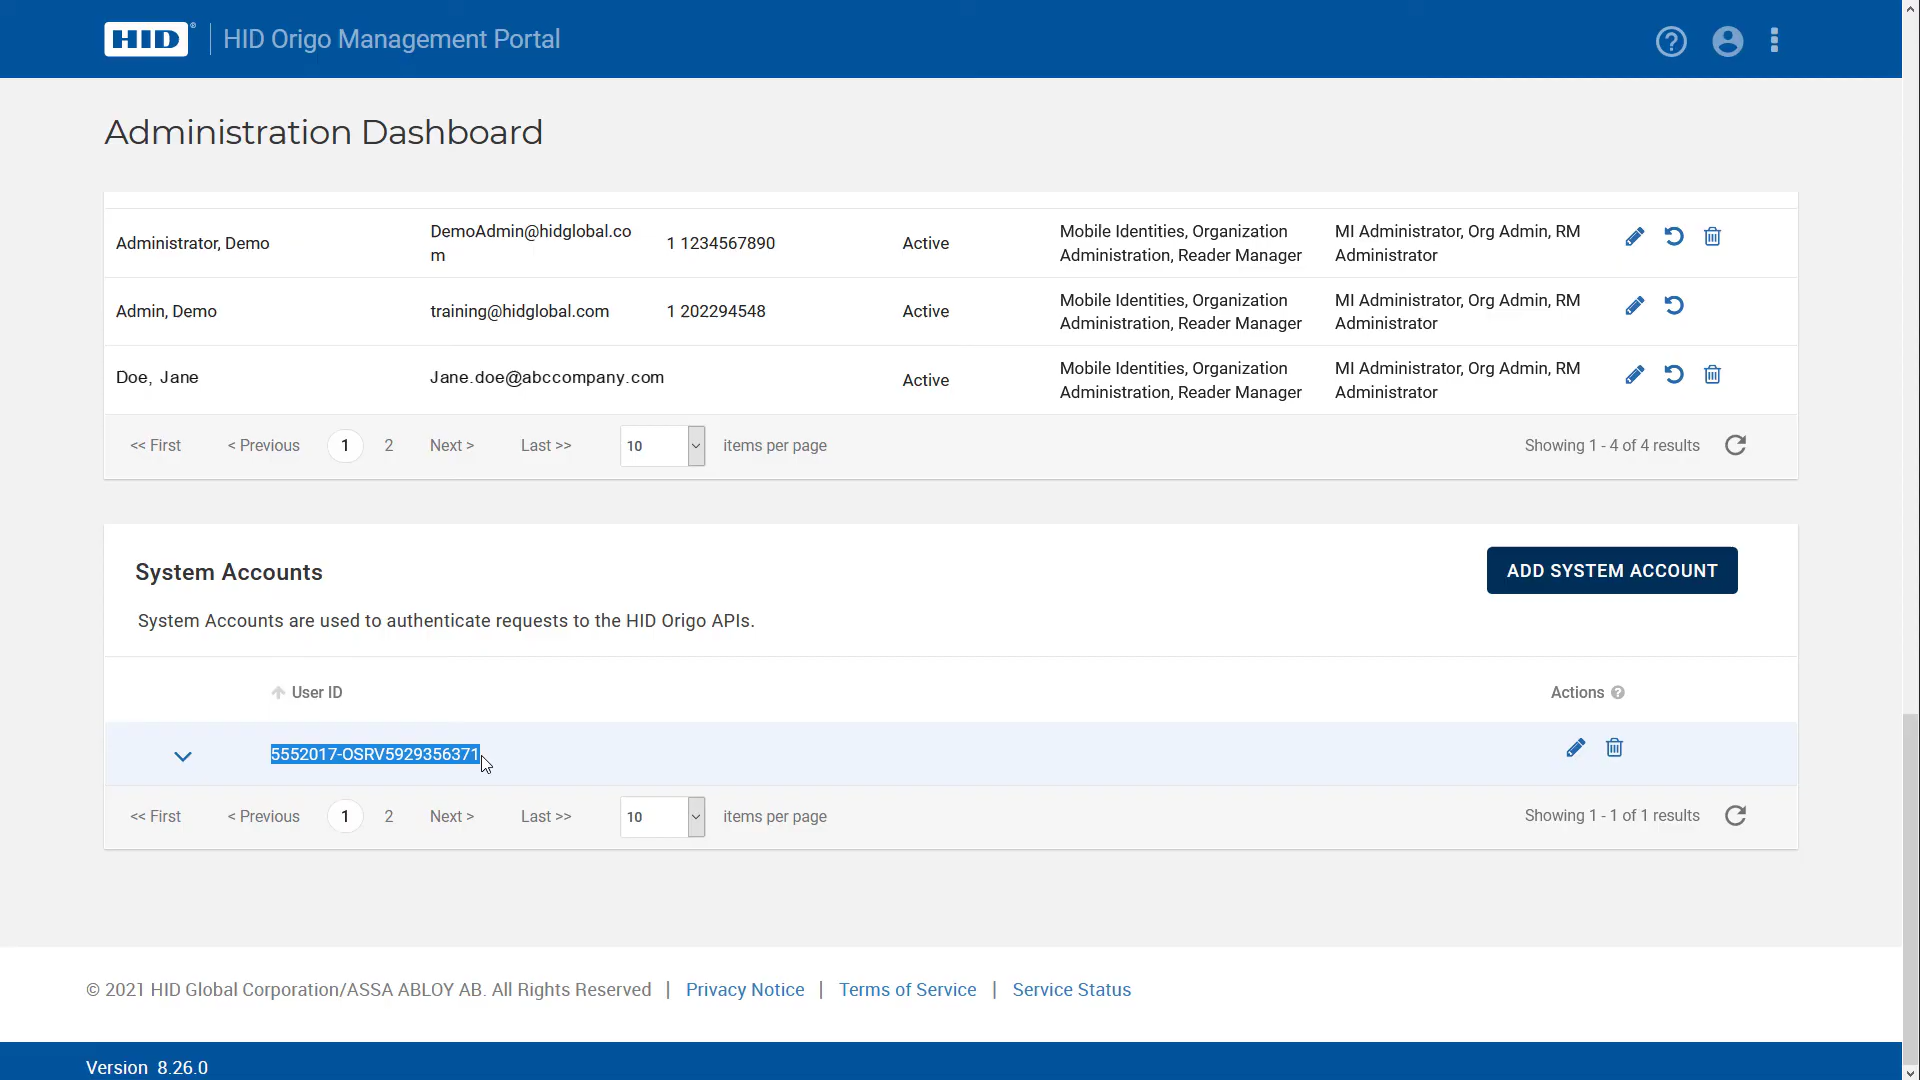 HID® HID Origo Management Portal
Administration Dashboard
Administrator, Demo DemoAdmin@hidglobal.co 1 1234567890 Active Mobile Identities, Organization MI Administrator, Org Admin, RM
m Administration, Reader Manager Administrator
Admin, Demo training@hidglobal.com 1 202294548 Active Mobile Identities, Organization MI Administrator, Org Admin, RM
Administration, Reader Manager Administrator
Doe, Jane Jane.doe@abccompany.com Active Mobile Identities, Organization MI Administrator, Org Admin, RM
Administration, Reader Manager Administrator
<< First < Previous 1 2 Next > Last >> 10 items per page Showing 1 - 4 of 4 results
System Accounts ADD SYSTEM ACCOUNT
System Accounts are used to authenticate requests to the HID Origo APIs.
User ID Actions ?
5552017-OSRV5929356371
<< First < Previous 1 2 Next > Last >> 10 items per page Showing 1 - 1 of 1 results
© 2021 HID Global Corporation/ASSA ABLOY AB. All Rights Reserved | Privacy Notice | Terms of Service | Service Status
Version 8.26.0